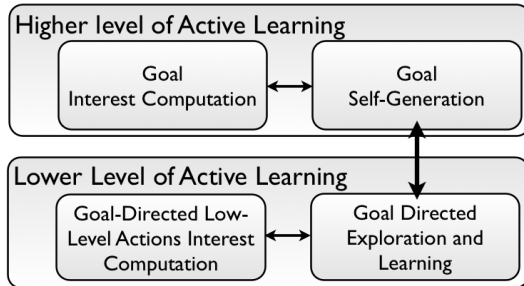 Higher level of Active Learning
Goal
Interest Computation
Goal
Self-Generation
Lower Level of Active Learning
Goal-Directed Low-
Level Actions Interest
Computation
Goal Directed
Exploration and
Learning